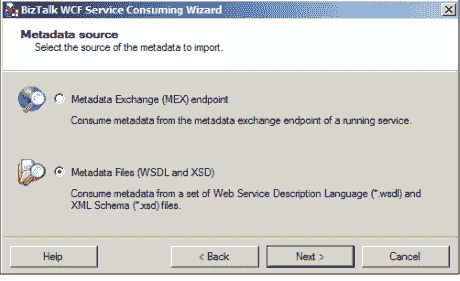 BizTalk WCF Service Consuming Wizard
Metadata source
Select the source of the metadata to import.
Metadata Exchange (MEX) endpoint
Consume metadata from the metadata exchange endpoint of a running service.
Metadata Files (WSDL and XSD)
Consume metadata from a set of Web Service Description Language (*.wsdl) and
XML Schema (*.xsd) files.
Help
< Back
Next >
Cancel